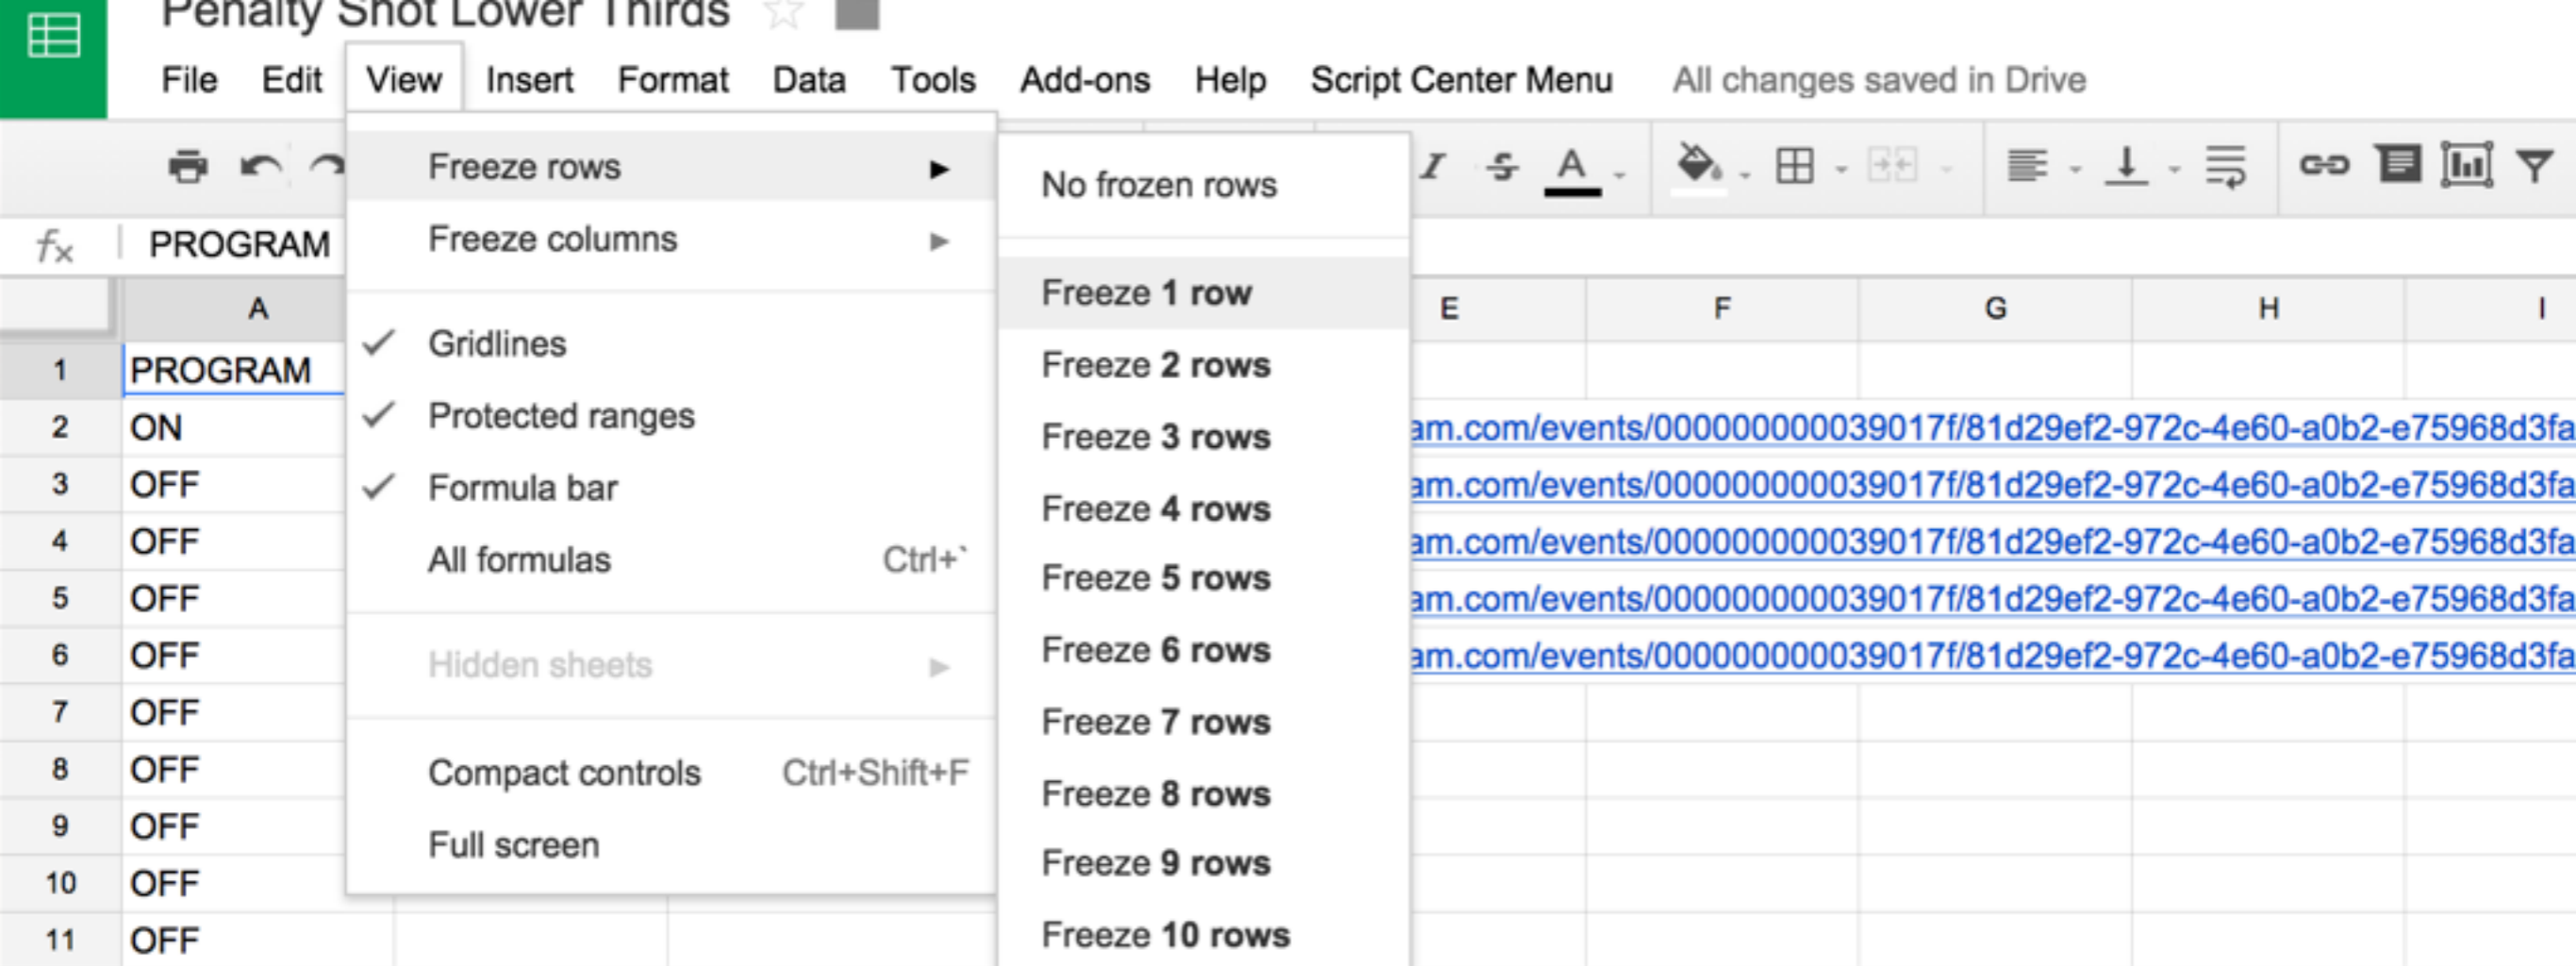 Penalty Shot Lower Thirds
File Edit View Insert Format Data Tools Add-ons Help Script Center Menu All changes saved in Drive
fx PROGRAM
A E F G H I
Freeze rows
Freeze columns
Gridlines
Protected ranges
Formula bar
All formulas Ctrl+`
Hidden sheets
Compact controls Ctrl+Shift+F
Full screen
No frozen rows
Freeze 1 row
Freeze 2 rows
Freeze 3 rows
Freeze 4 rows
Freeze 5 rows
Freeze 6 rows
Freeze 7 rows
Freeze 8 rows
Freeze 9 rows
Freeze 10 rows
1 PROGRAM
2 ON am.com/events/000000000039017f/81d29ef2-972c-4e60-a0b2-e75968d3fa
3 OFF am.com/events/000000000039017f/81d29ef2-972c-4e60-a0b2-e75968d3fa
4 OFF am.com/events/000000000039017f/81d29ef2-972c-4e60-a0b2-e75968d3fa
5 OFF am.com/events/000000000039017f/81d29ef2-972c-4e60-a0b2-e75968d3fa
6 OFF am.com/events/000000000039017f/81d29ef2-972c-4e60-a0b2-e75968d3fa
7 OFF
8 OFF
9 OFF
10 OFF
11 OFF